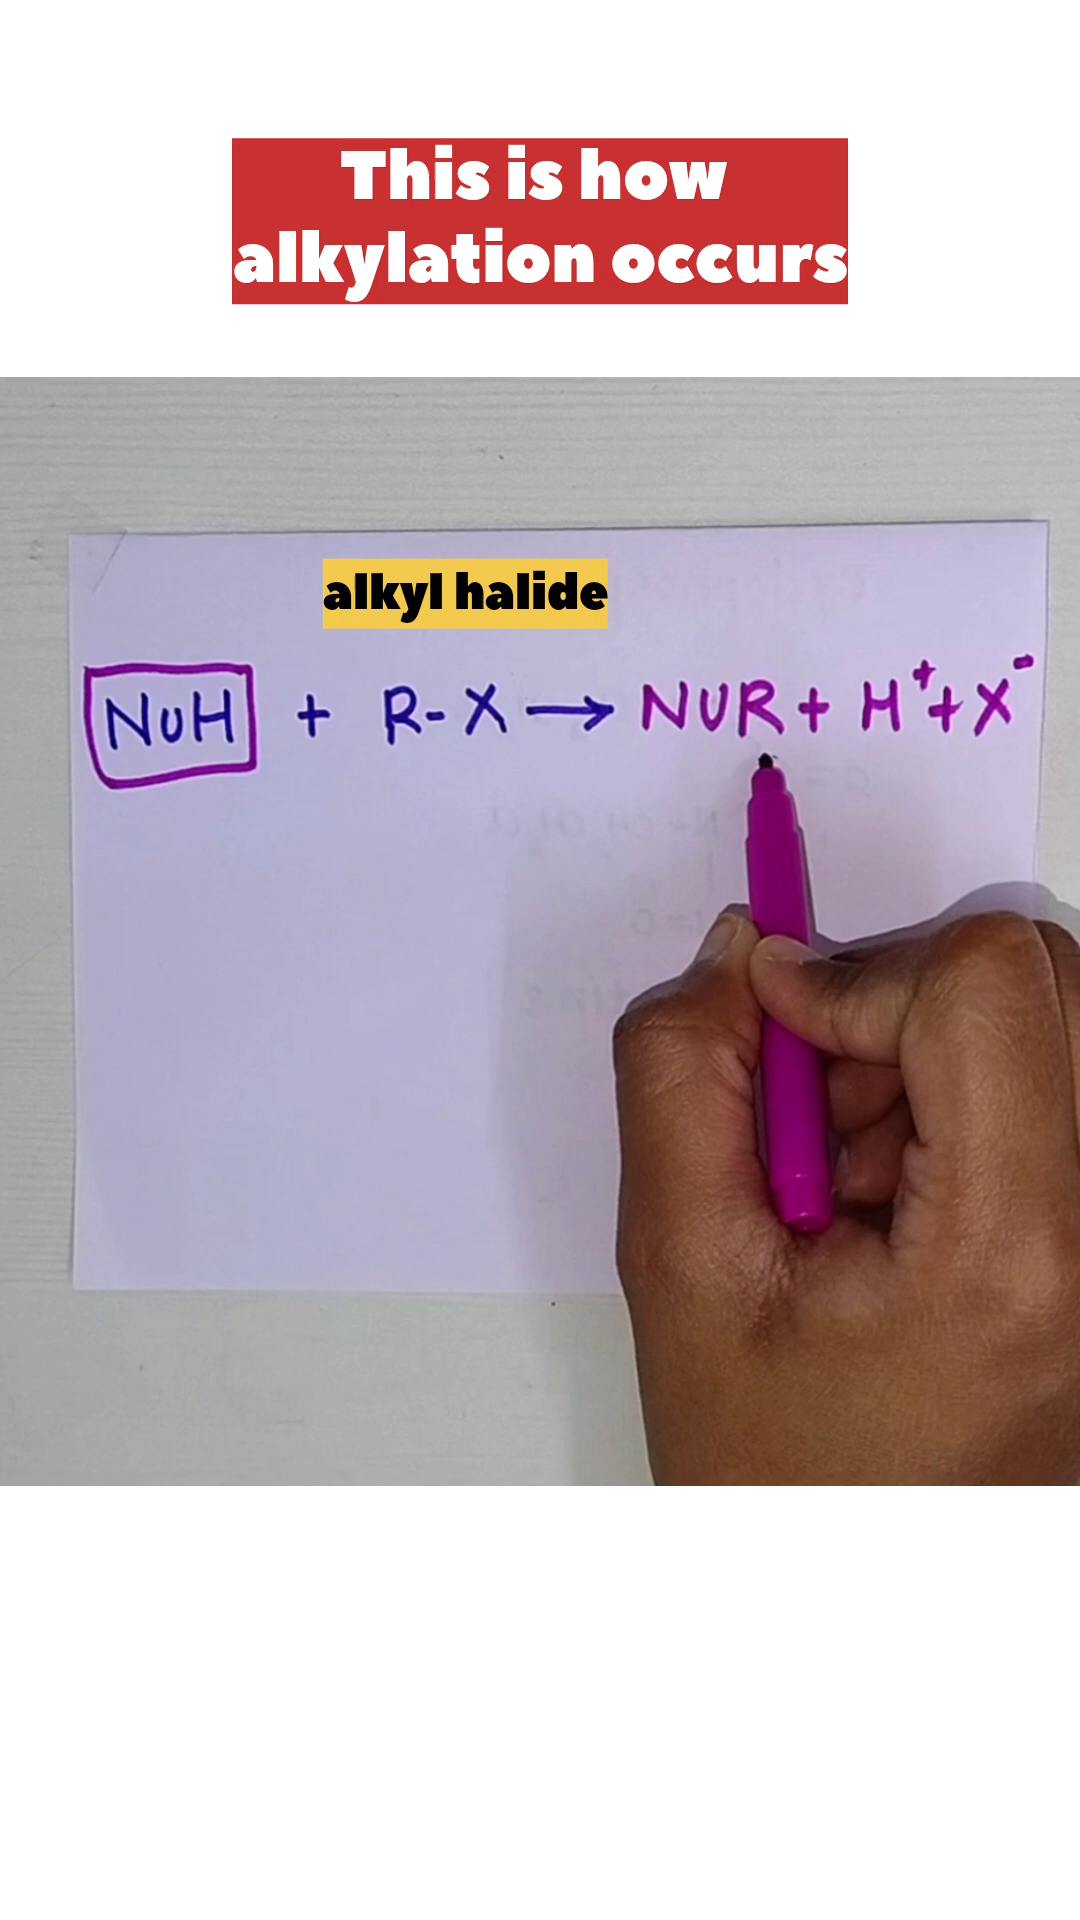 This is how
alkylation occurs
alkyl halide
NuH + R-X → NUR + H⁺ + X⁻